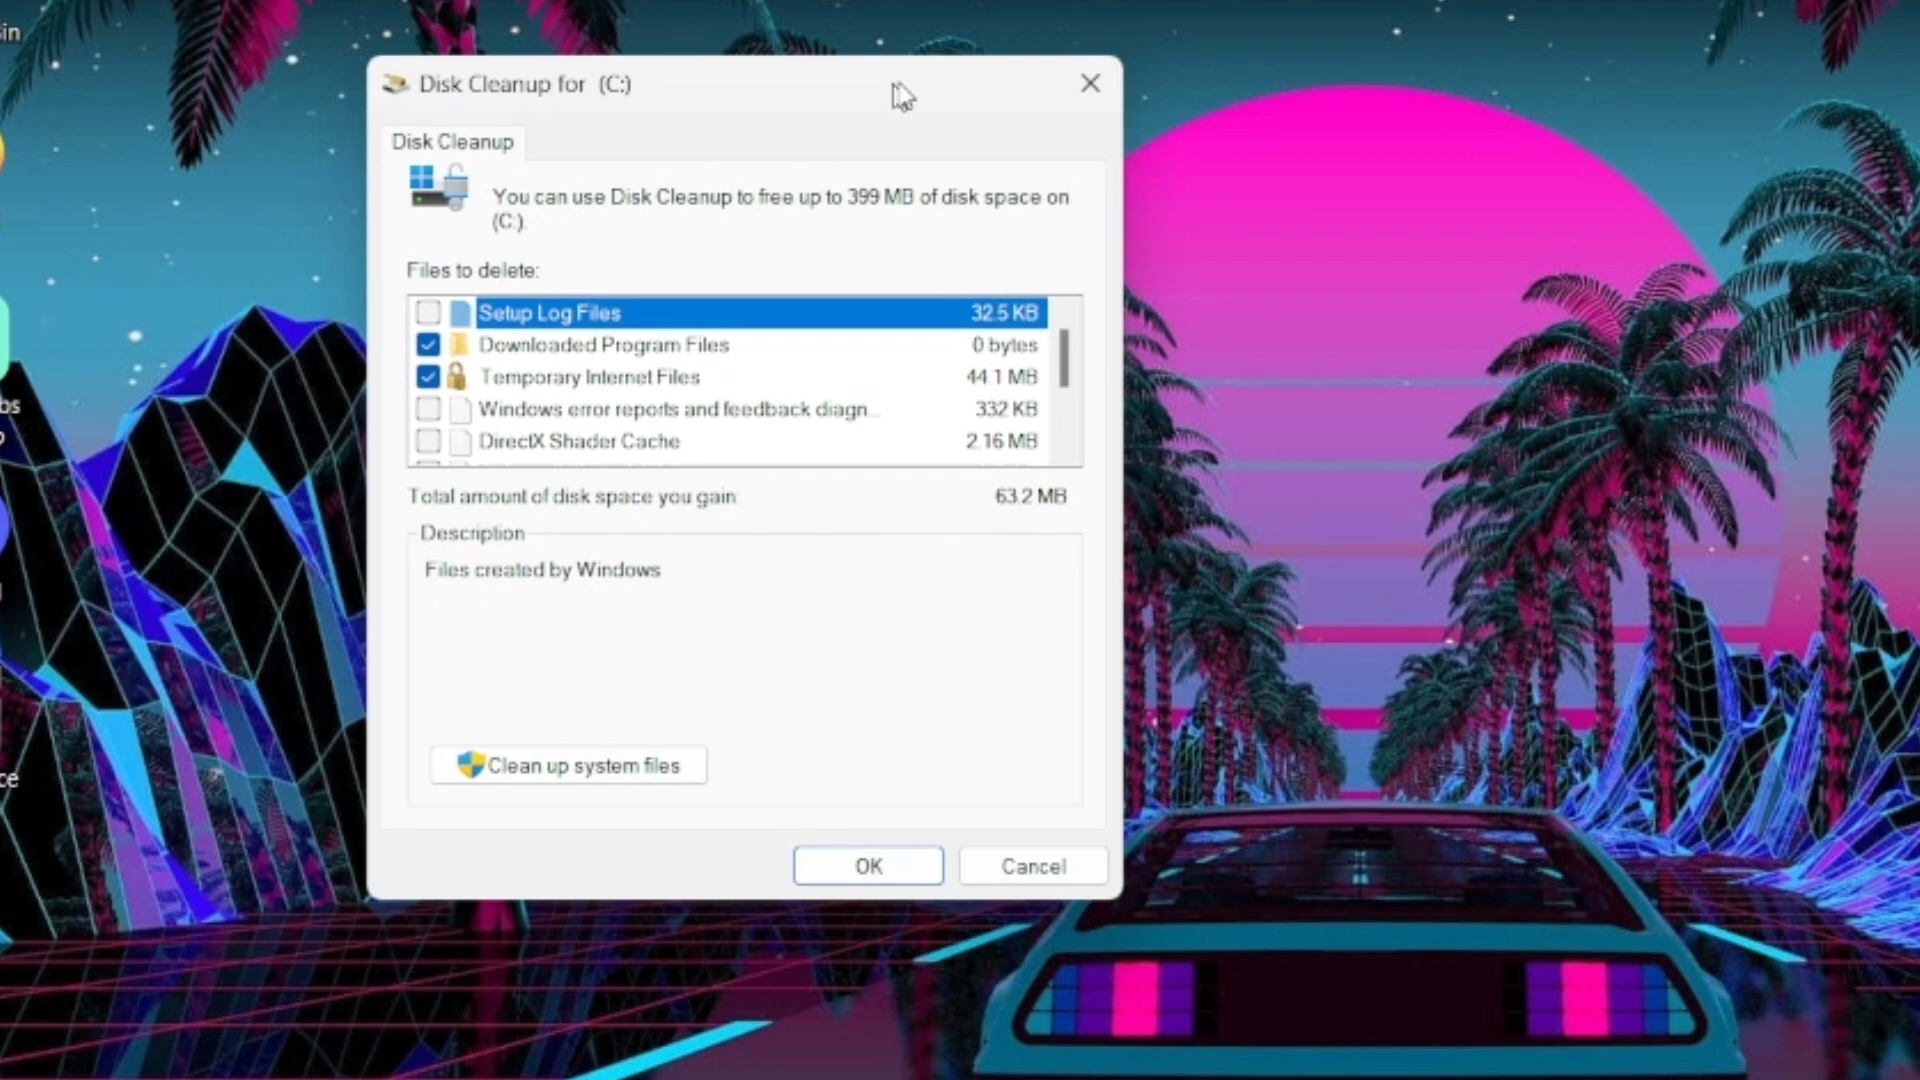 in
Disk Cleanup for (C:)
Disk Cleanup
You can use Disk Cleanup to free up to 399 MB of disk space on
(C:).
Files to delete:
Setup Log Files 32.5 KB
Downloaded Program Files 0 bytes
Temporary Internet Files 44.1 MB
Windows error reports and feedback diagn... 332 KB
DirectX Shader Cache 2.16 MB
Total amount of disk space you gain: 63.2 MB
Description
Files created by Windows
Clean up system files
OK Cancel
bs
ce